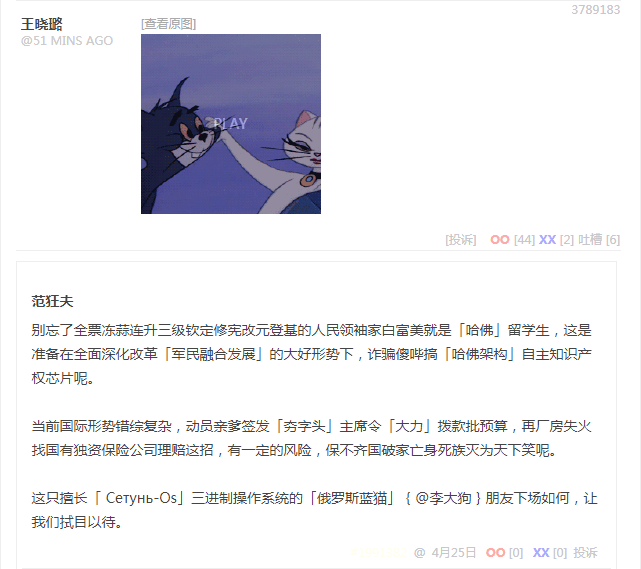 3789183
王晓璐
[查看原图]
@51 MINS AGO
PLAY
[投诉] OO [44] XX [2] 吐槽 [6]
范狂夫
别忘了全票冻蒜连升三级钦定修宪改元登基的人民领袖家白富美就是「哈佛」留学生，这是
准备在全面深化改革「军民融合发展」的大好形势下，诈骗傻哔搞「哈佛架构」自主知识产
权芯片呢。
当前国际形势错综复杂，动员亲爹签发「夯字头」主席令「大力」拨款批预算，再厂房失火
找国有独资保险公司理赔这招，有一定的风险，保不齐国破家亡身死族灭为天下笑呢。
这只擅长「 Сетунь-Os」三进制操作系统的「俄罗斯蓝猫」 { @李大狗 } 朋友下场如何，让
我们拭目以待。
@ 4月25日 OO [0] XX [0] 投诉